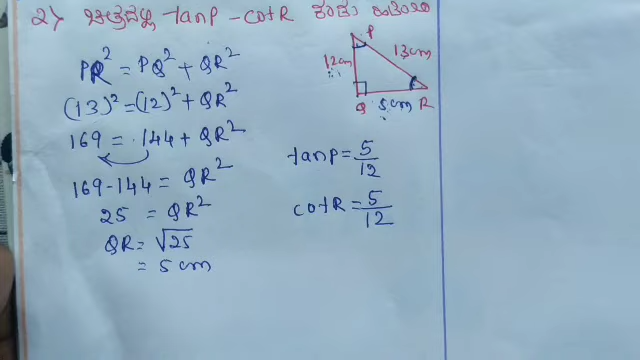 2) ಚಿತ್ರದಲ್ಲಿ tanP - cotR ಕಂಡು ಹಿಡಿಯಿರಿ
P
12cm 13cm
Q 5cm R
PR² = PQ² + QR²
(13)² = (12)² + QR²
169 = 144 + QR²
169 - 144 = QR²
25 = QR²
QR = √25
= 5 cm
tanP = 5/12
cotR = 5/12